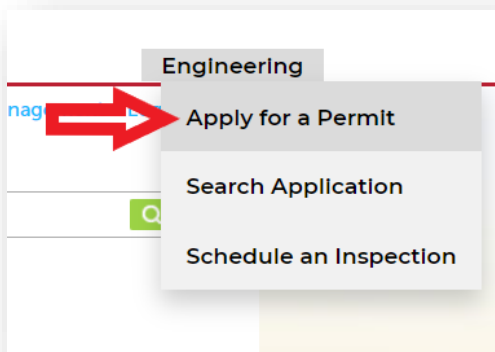 Engineering
Apply for a Permit
Search Application
Schedule an Inspection